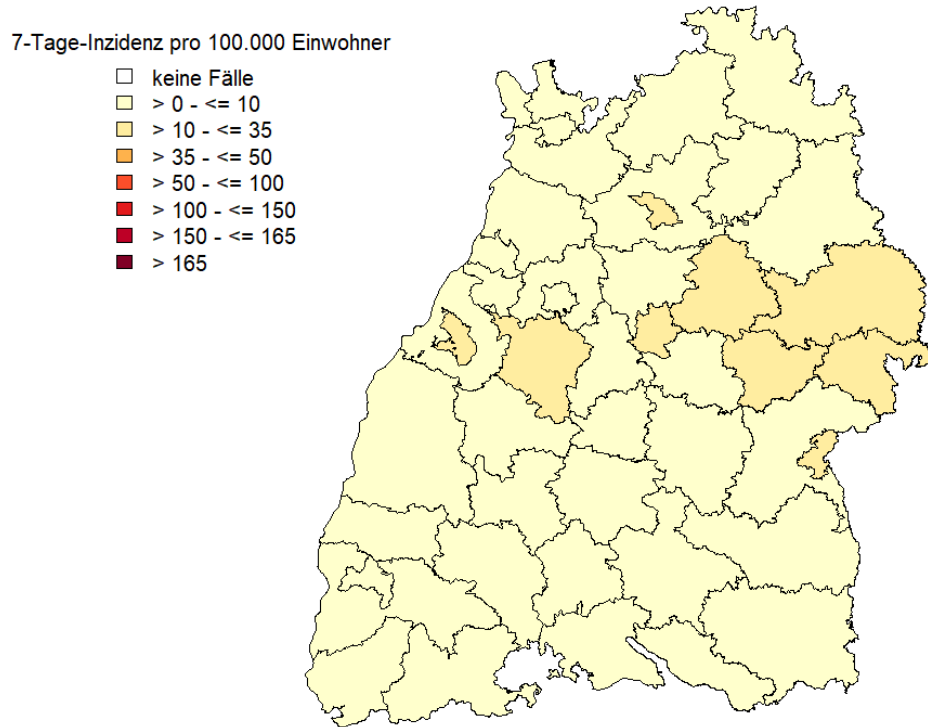 7-Tage-Inzidenz pro 100.000 Einwohner
keine Fälle
> 0 - <= 10
> 10 - <= 35
> 35 - <= 50
> 50 - <= 100
> 100 - <= 150
> 150 - <= 165
> 165